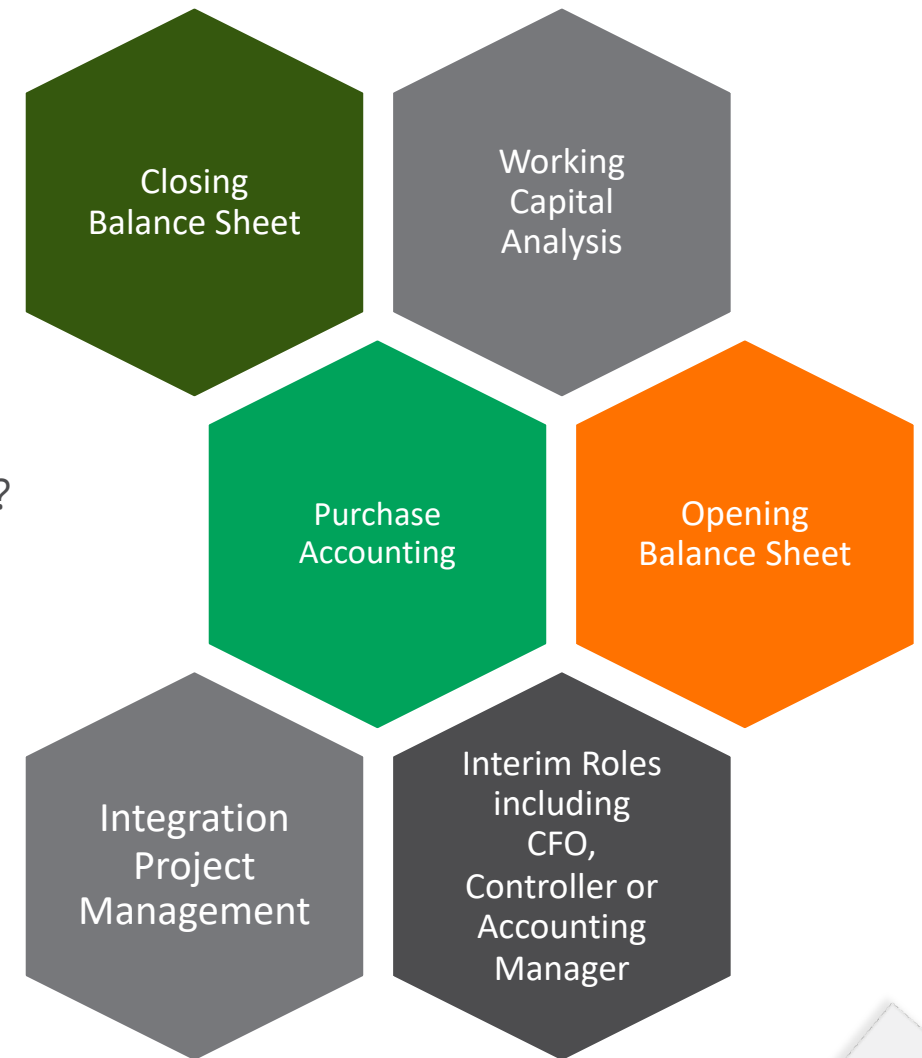 Closing
Balance Sheet
Working
Capital
Analysis
?
Purchase
Accounting
Opening
Balance Sheet
Integration
Project
Management
Interim Roles
including
CFO,
Controller or
Accounting
Manager